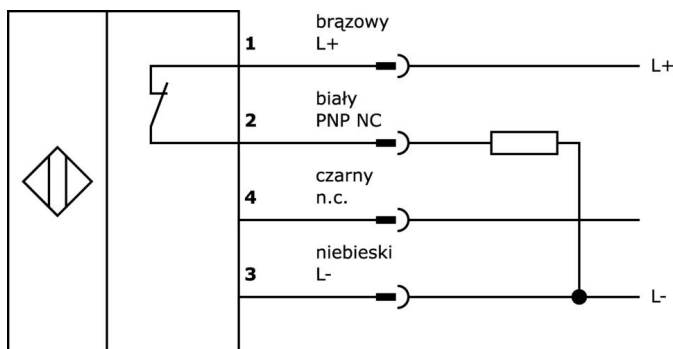 brązowy
1 L+
L+
biały
2 PNP NC
czarny
4 n.c.
niebieski
3 L-
L-